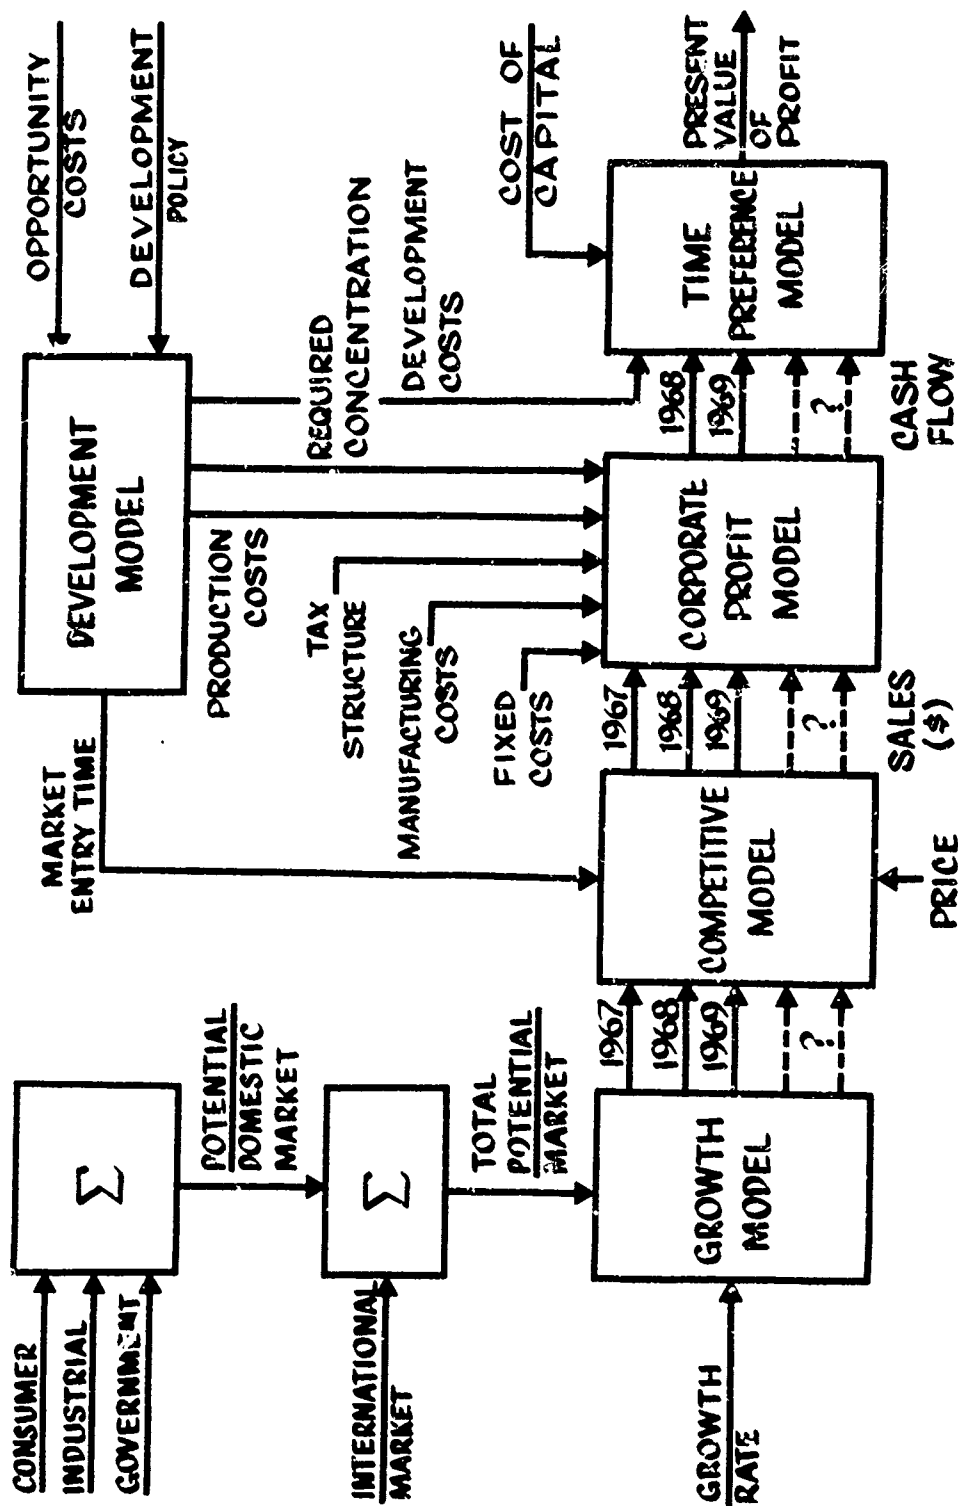 CONSUMER
INDUSTRIAL
GOVERNMENT
Σ
POTENTIAL
DOMESTIC
MARKET
INTERNATIONAL
MARKET
Σ
TOTAL
POTENTIAL
MARKET
GROWTH
RATE
GROWTH
MODEL
1967
1968
1969
?
MARKET
ENTRY TIME
COMPETITIVE
MODEL
PRICE
1967
1968
1969
?
SALES
($)
DEVELOPMENT
MODEL
OPPORTUNITY
COSTS
DEVELOPMENT
POLICY
PRODUCTION
COSTS
TAX
STRUCTURE
MANUFACTURING
COSTS
FIXED
COSTS
REQUIRED
CONCENTRATION
DEVELOPMENT
COSTS
CORPORATE
PROFIT
MODEL
1968
1969
?
CASH
FLOW
COST OF
CAPITAL
TIME
PREFERENCE
MODEL
PRESENT
VALUE
OF
PROFIT